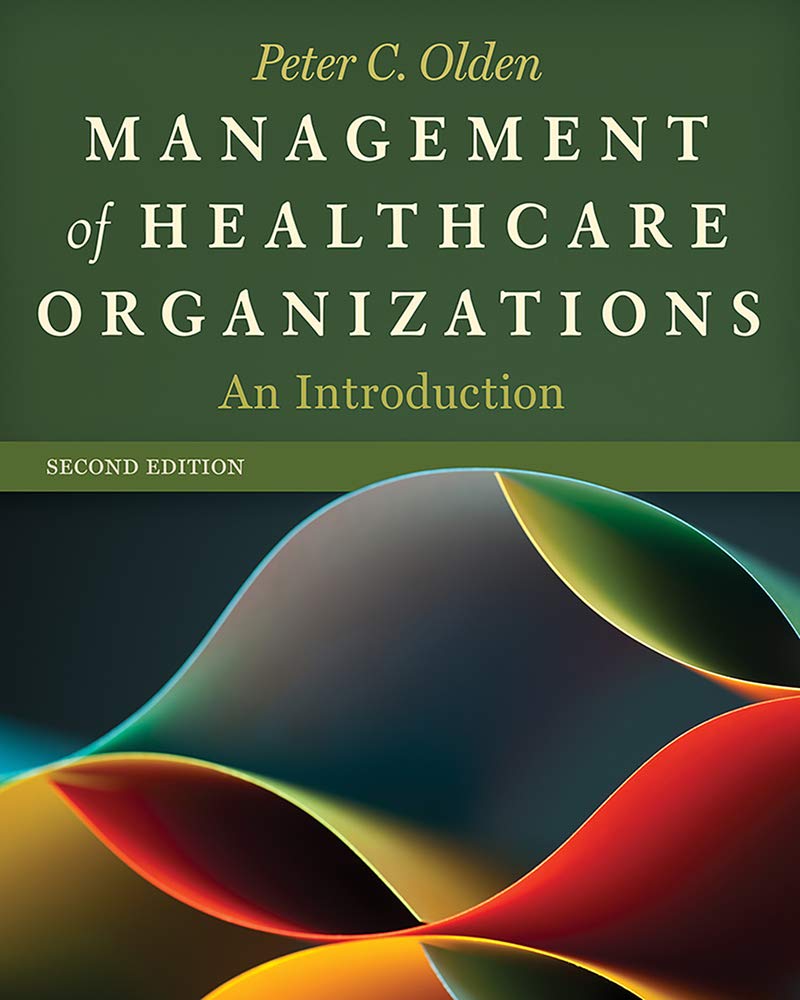 Peter C. Olden
MANAGEMENT
of HEALTHCARE
ORGANIZATIONS
An Introduction
SECOND EDITION